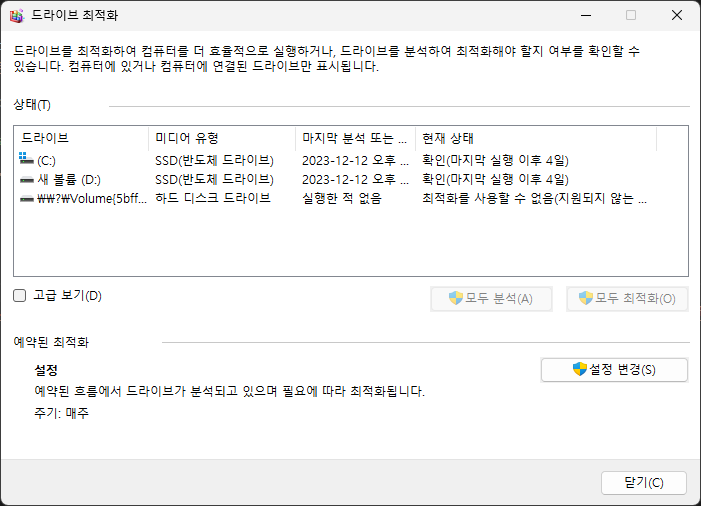 드라이브 최적화
드라이브를 최적화하여 컴퓨터를 더 효율적으로 실행하거나, 드라이브를 분석하여 최적화해야 할지 여부를 확인할 수
있습니다. 컴퓨터에 있거나 컴퓨터에 연결된 드라이브만 표시됩니다.
상태(T)
드라이브 미디어 유형 마지막 분석 또는 ... 현재 상태
(C:) SSD(반도체 드라이브) 2023-12-12 오후 ... 확인(마지막 실행 이후 4일)
새 볼륨 (D:) SSD(반도체 드라이브) 2023-12-12 오후 ... 확인(마지막 실행 이후 4일)
₩₩?₩Volume{5bff... 하드 디스크 드라이브 실행한 적 없음 최적화를 사용할 수 없음(지원되지 않는 ...
고급 보기(D) 모두 분석(A) 모두 최적화(O)
예약된 최적화
설정 설정 변경(S)
예약된 흐름에서 드라이브가 분석되고 있으며 필요에 따라 최적화됩니다.
주기: 매주
닫기(C)